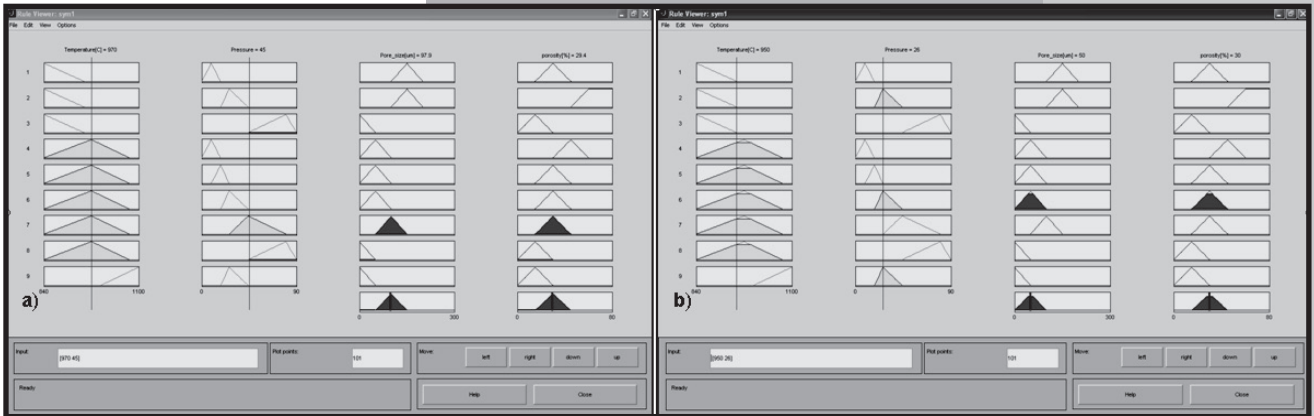 Rule Viewer: sym1
File Edit View Options
Temperature[C] = 970
Pressure = 45
Pore_size[um] = 97.9
porosity[%] = 29.4
1
2
3
4
5
6
7
8
9
a)
840 1100
0 90
0 300
0 80
Input:
[970 45]
Plot points:
101
Move:
left
right
down
up
Ready
Help
Close
Rule Viewer: sym1
File Edit View Options
Temperature[C] = 950
Pressure = 26
Pore_size[um] = 50
porosity[%] = 30
1
2
3
4
5
6
7
8
9
b)
840 1100
0 90
0 300
0 80
Input:
[950 26]
Plot points:
101
Move:
left
right
down
up
Ready
Help
Close